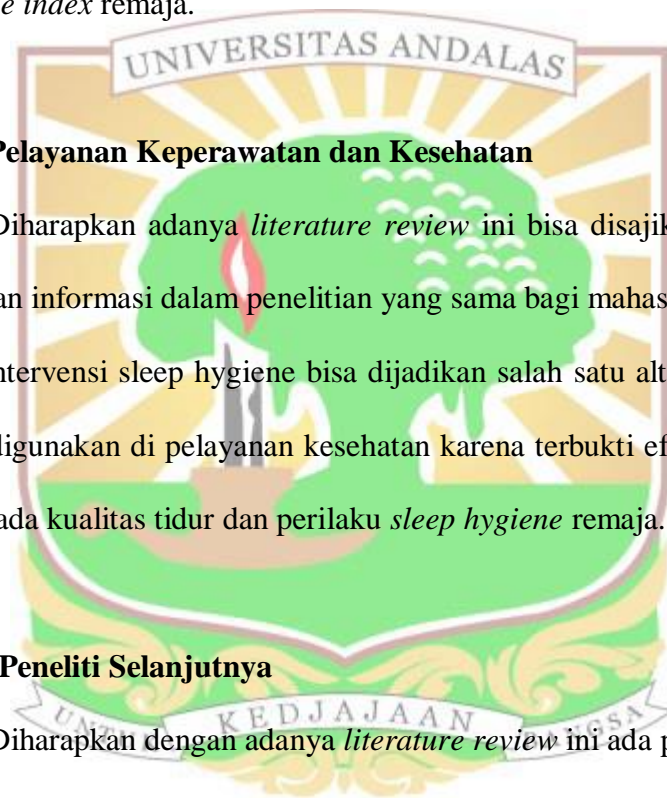 e index remaja.
UNIVERSITAS ANDALAS
Pelayanan Keperawatan dan Kesehatan
Diharapkan adanya literature review ini bisa disajik
an informasi dalam penelitian yang sama bagi mahas
ntervensi sleep hygiene bisa dijadikan salah satu alt
digunakan di pelayanan kesehatan karena terbukti ef
ada kualitas tidur dan perilaku sleep hygiene remaja.
Peneliti Selanjutnya
UNTUK KEDJAJAAN BANGSA
Diharapkan dengan adanya literature review ini ada p